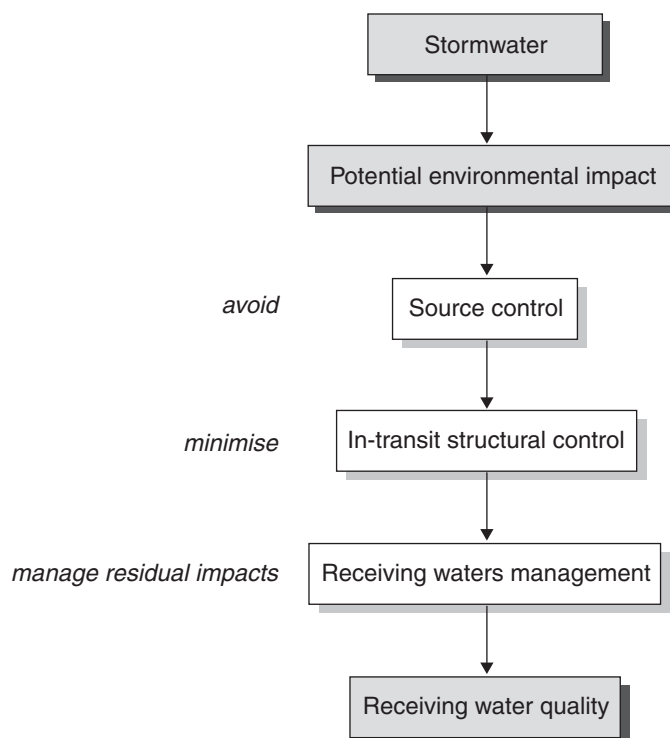 Stormwater
Potential environmental impact
avoid
Source control
minimise
In-transit structural control
manage residual impacts
Receiving waters management
Receiving water quality